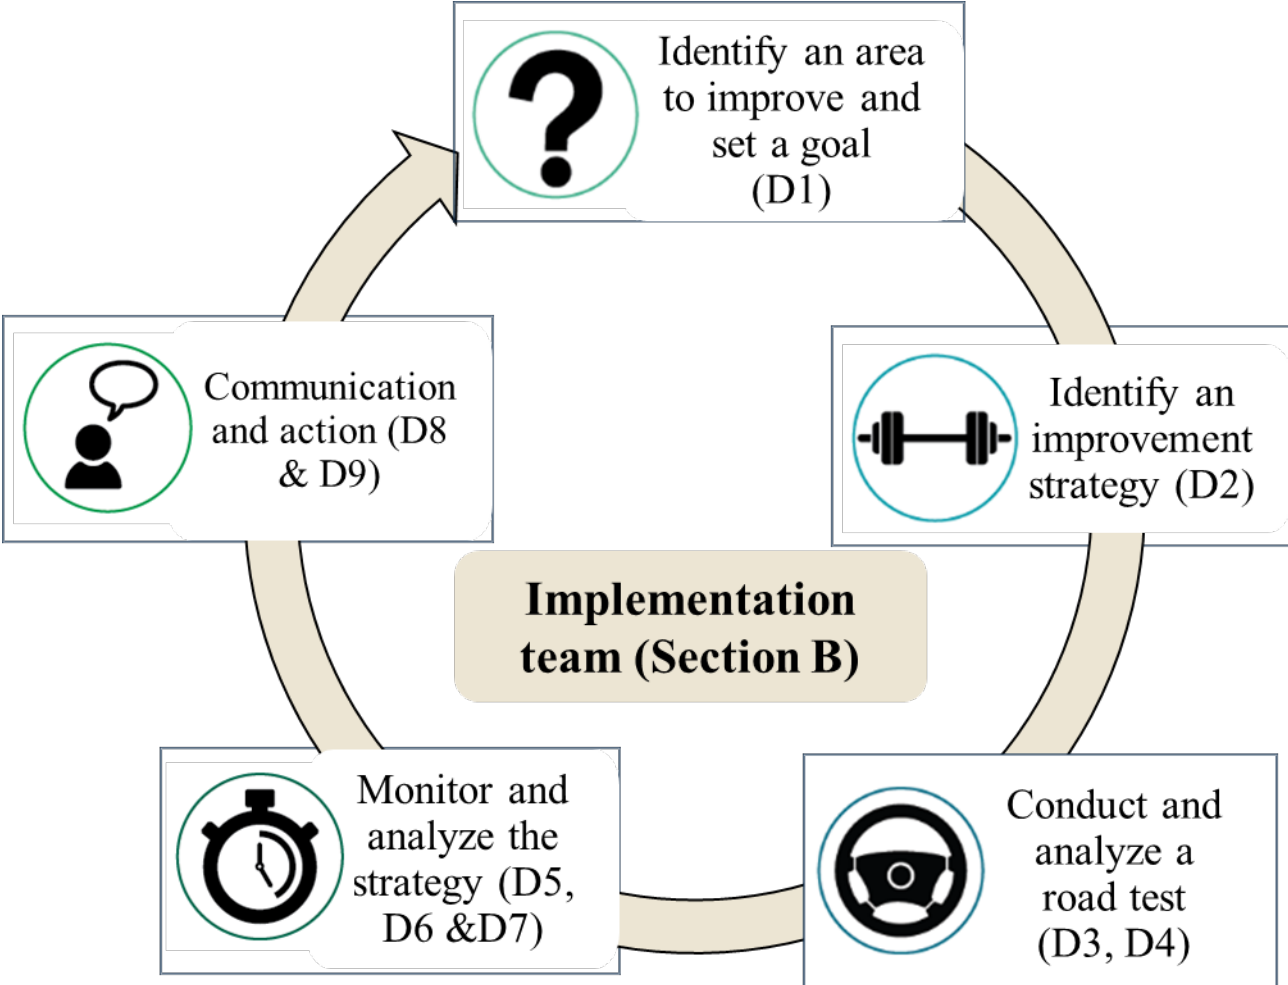 Identify an area
to improve and
set a goal
(D1)
Identify an
improvement
strategy (D2)
Conduct and
analyze a
road test
(D3, D4)
Monitor and
analyze the
strategy (D5,
D6 &D7)
Communication
and action (D8
& D9)
Implementation
team (Section B)